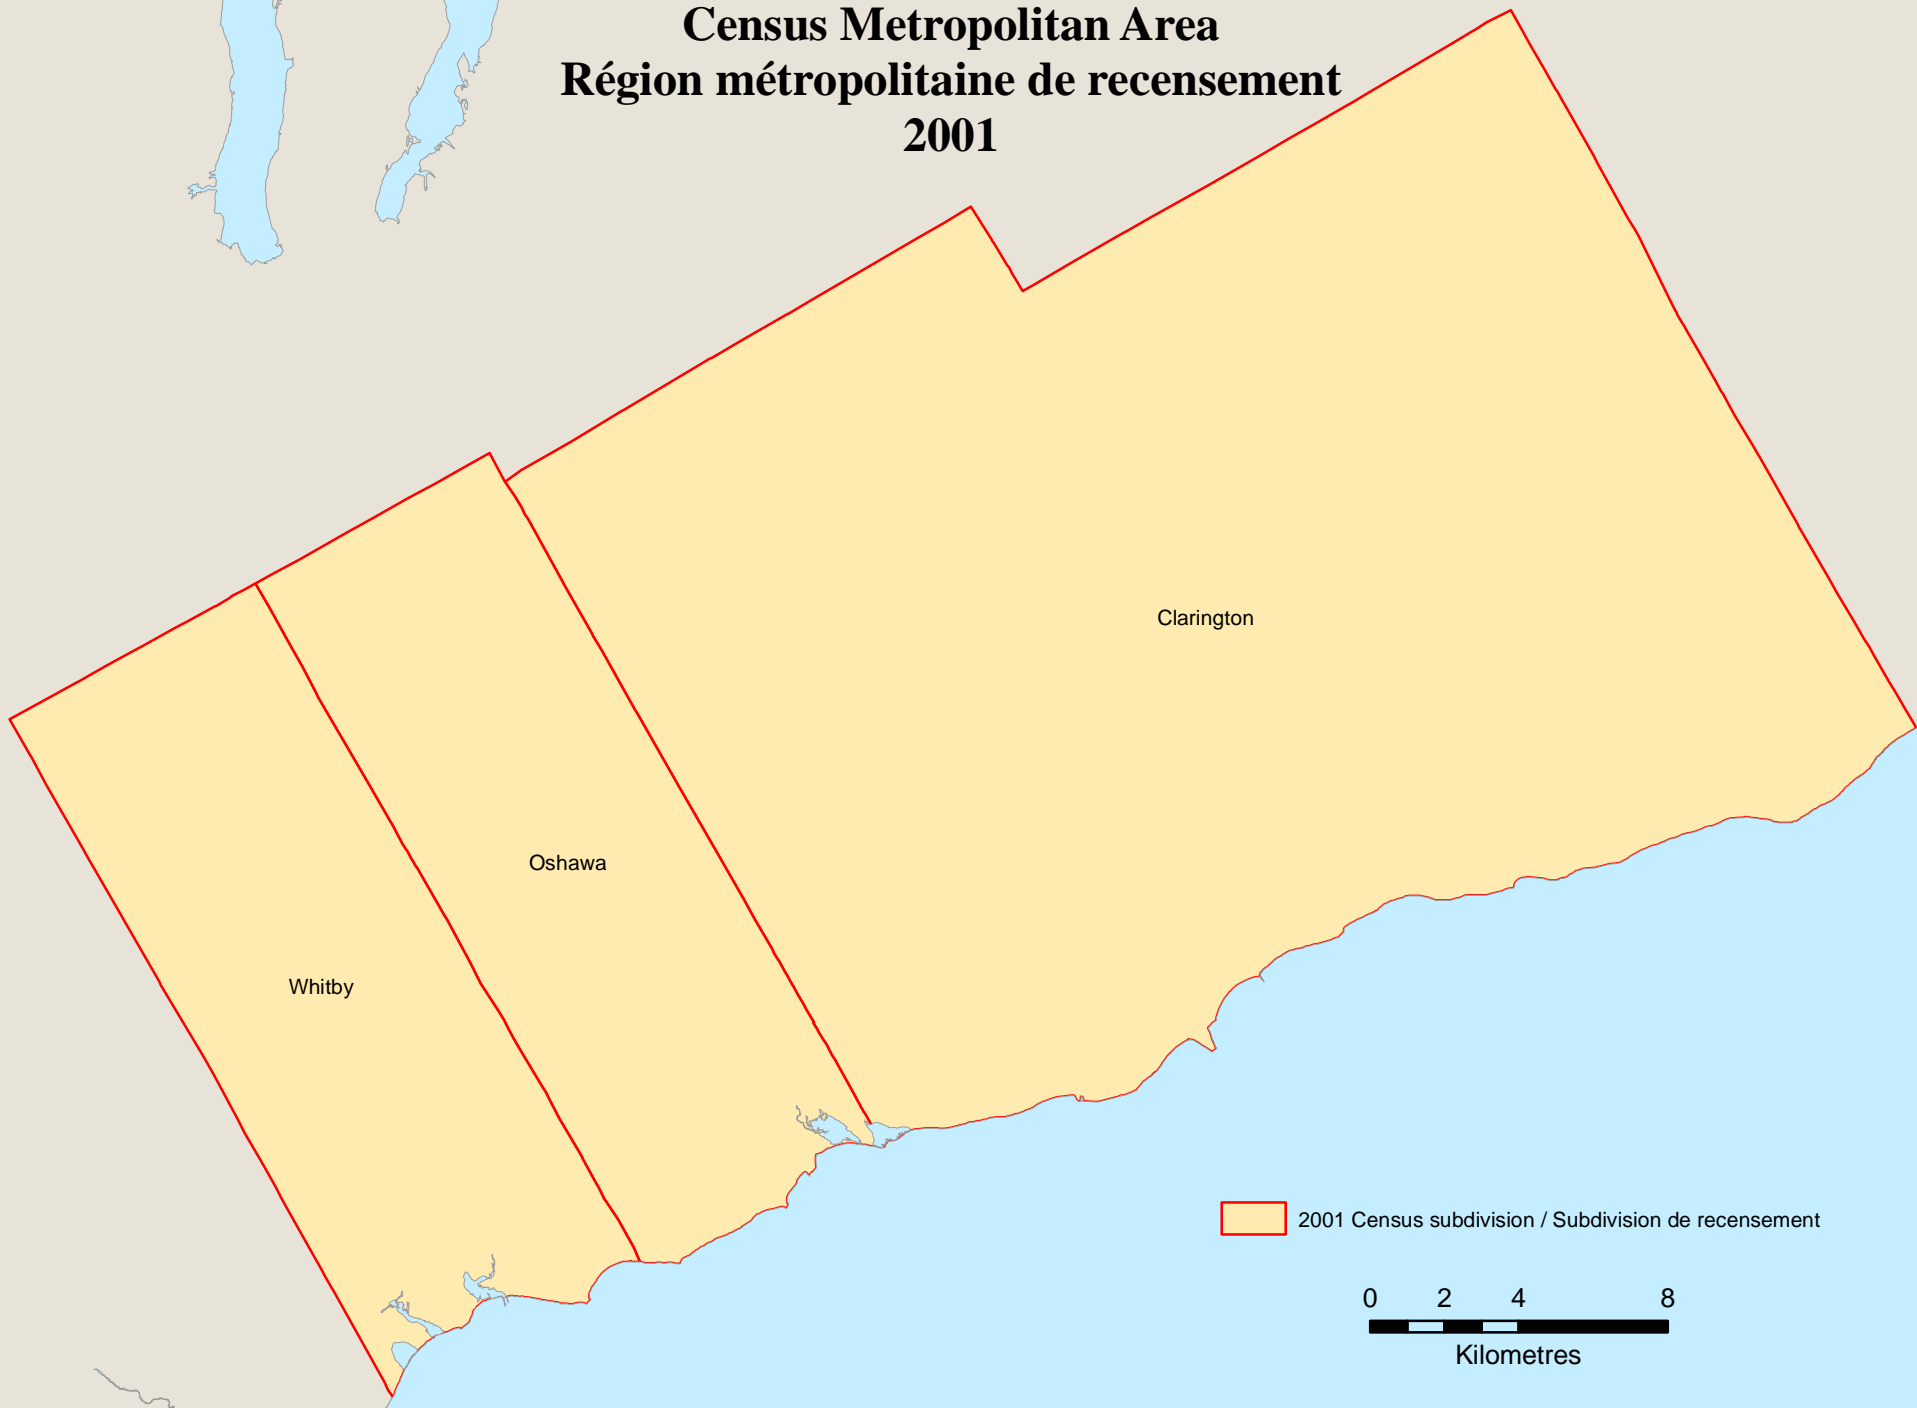 Census Metropolitan Area
Région métropolitaine de recensement
2001
Clarington
Oshawa
Whitby
2001 Census subdivision / Subdivision de recensement
0 2 4 8
Kilometres